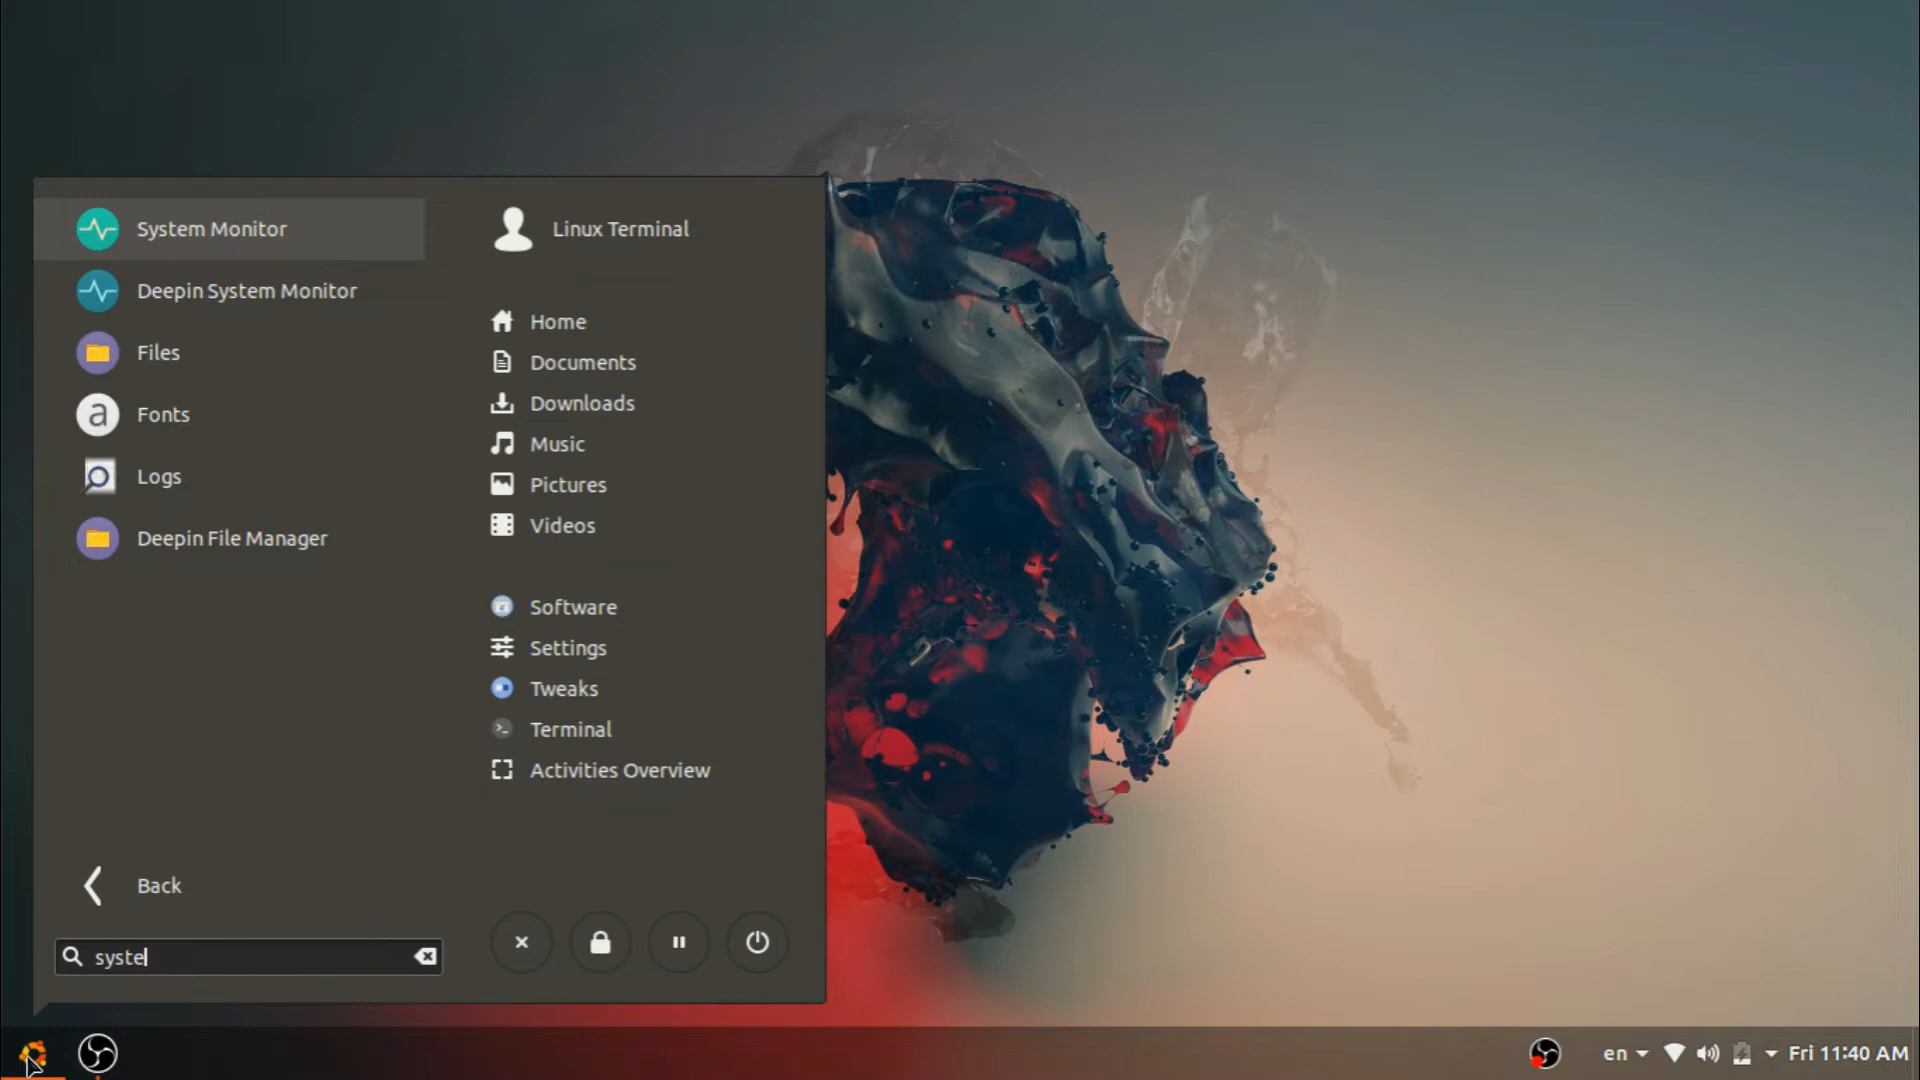 System Monitor
Deepin System Monitor
Files
Fonts
Logs
Deepin File Manager
Back
syste
Linux Terminal
Home
Documents
Downloads
Music
Pictures
Videos
Software
Settings
Tweaks
Terminal
Activities Overview
en
Fri 11:40 AM